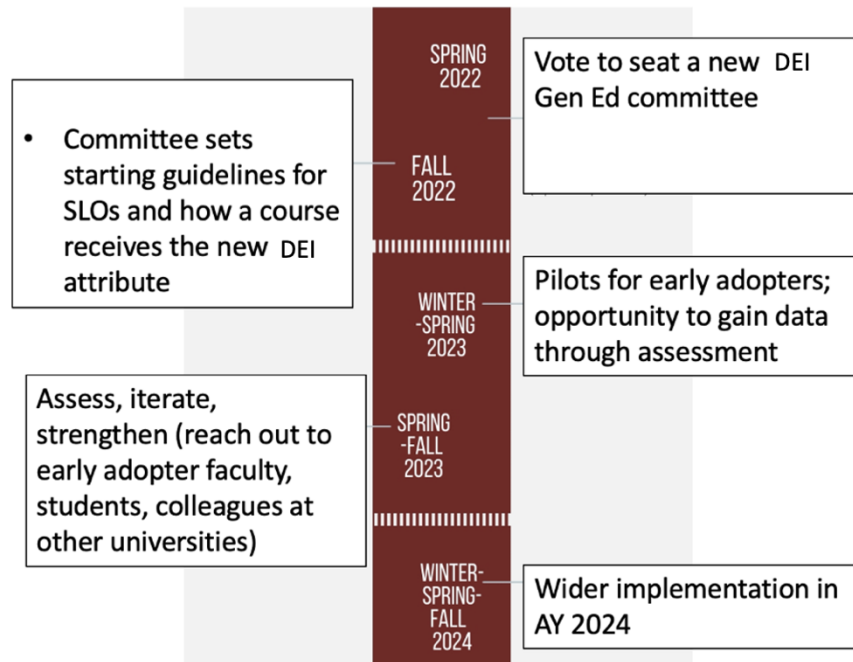 SPRING
2022
Vote to seat a new DEI
Gen Ed committee
• Committee sets
starting guidelines for
SLOs and how a course
receives the new DEI
attribute
FALL
2022
WINTER
-SPRING
2023
Pilots for early adopters;
opportunity to gain data
through assessment
Assess, iterate,
strengthen (reach out to
early adopter faculty,
students, colleagues at
other universities)
SPRING
-FALL
2023
WINTER-
SPRING-
FALL
2024
Wider implementation in
AY 2024